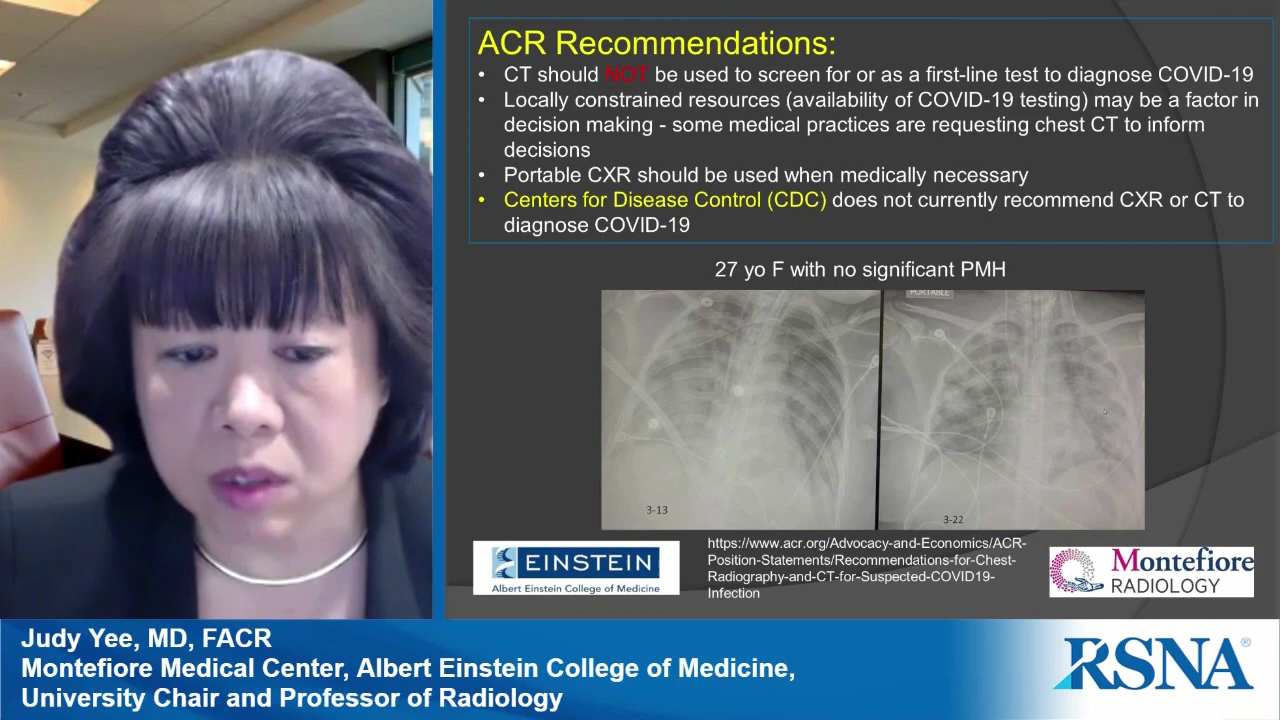 ACR Recommendations:
• CT should NOT be used to screen for or as a first-line test to diagnose COVID-19
• Locally constrained resources (availability of COVID-19 testing) may be a factor in
decision making - some medical practices are requesting chest CT to inform
decisions
• Portable CXR should be used when medically necessary
• Centers for Disease Control (CDC) does not currently recommend CXR or CT to
diagnose COVID-19
27 yo F with no significant PMH
PORTABLE
3-13
3-22
EINSTEIN
Albert Einstein College of Medicine
https://www.acr.org/Advocacy-and-Economics/ACR-
Position-Statements/Recommendations-for-Chest-
Radiography-and-CT-for-Suspected-COVID19-
Infection
Montefiore
RADIOLOGY
Judy Yee, MD, FACR
Montefiore Medical Center, Albert Einstein College of Medicine,
University Chair and Professor of Radiology
RSNA®